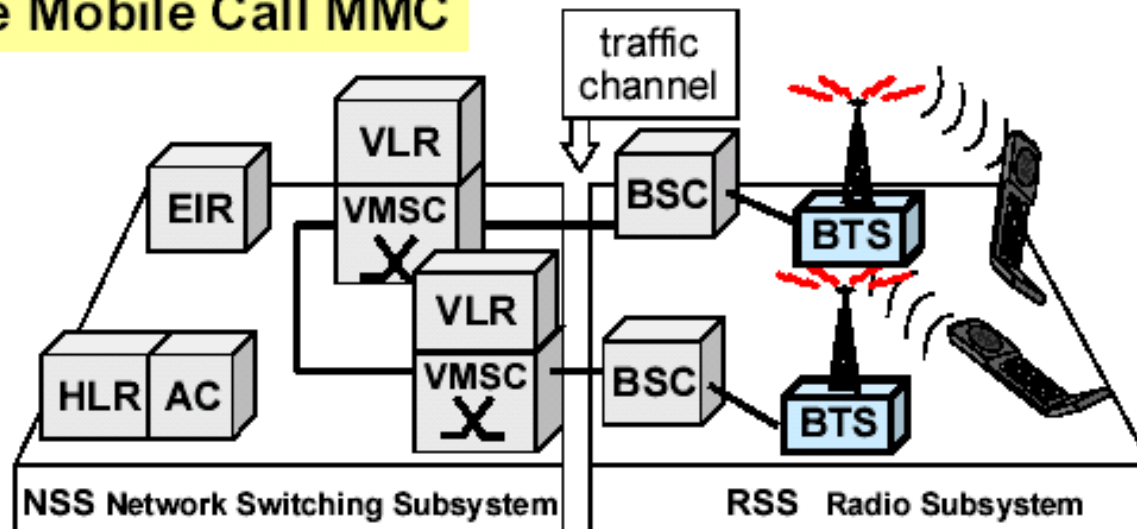 e Mobile Call MMC
traffic
channel
VLR
EIR
VMSC
BSC
BTS
VLR
HLR AC
VMSC
BSC
BTS
NSS Network Switching Subsystem
RSS Radio Subsystem